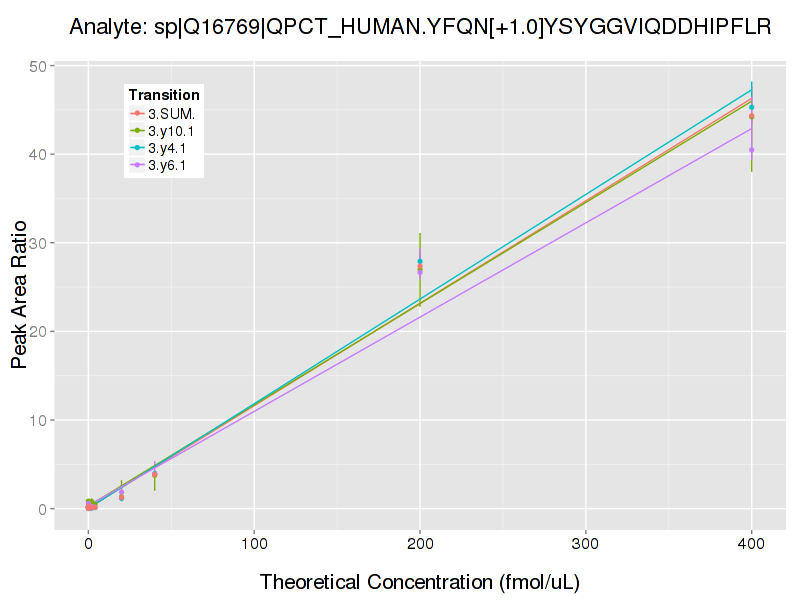 Analyte: sp|Q16769|QPCT_HUMAN.YFQN[+1.0]YSYGGVIQDDHIPFLR
50
40
30
20
10
0
Peak Area Ratio
Transition
3.SUM.
3.y10.1
3.y4.1
3.y6.1
0
100
200
300
400
Theoretical Concentration (fmol/uL)